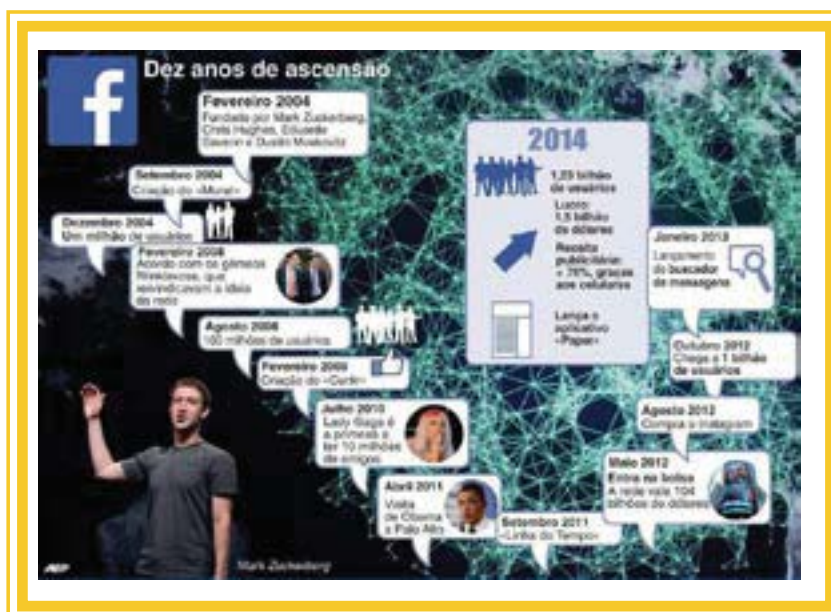 Dez anos de ascensão
Fevereiro 2004
Fundada por Mark Zuckerberg,
Chris Hughes, Eduardo
Saverin e Dustin Moskovitz
Setembro 2004
Criação do «Mural»
Dezembro 2004
Um milhão de usuários
Fevereiro 2008
Acordo com os gêmeos
Winklevoss, que
reivindicavam a ideia
da rede
Agosto 2008
100 milhões de usuários
Fevereiro 2009
Criação do «Curtir»
Julho 2010
Lady Gaga é
a primeira a
ter 10 milhões
de amigos
Abril 2011
Visita
de Obama
a Palo Alto
Setembro 2011
«Linha do Tempo»
Maio 2012
Entra na bolsa
A rede vale 104
bilhões de dólares
Agosto 2012
Compra o Instagram
Outubro 2012
Chega a 1 bilhão
de usuários
Janeiro 2013
Lançamento
do buscador
de mensagens
2014
1,23 bilhão
de usuários
Lucro:
1,5 bilhão
de dólares
Receita
publicitária:
+ 76%, graças
aos celulares
Lança o
aplicativo
«Paper»
AFP
Mark Zuckerberg